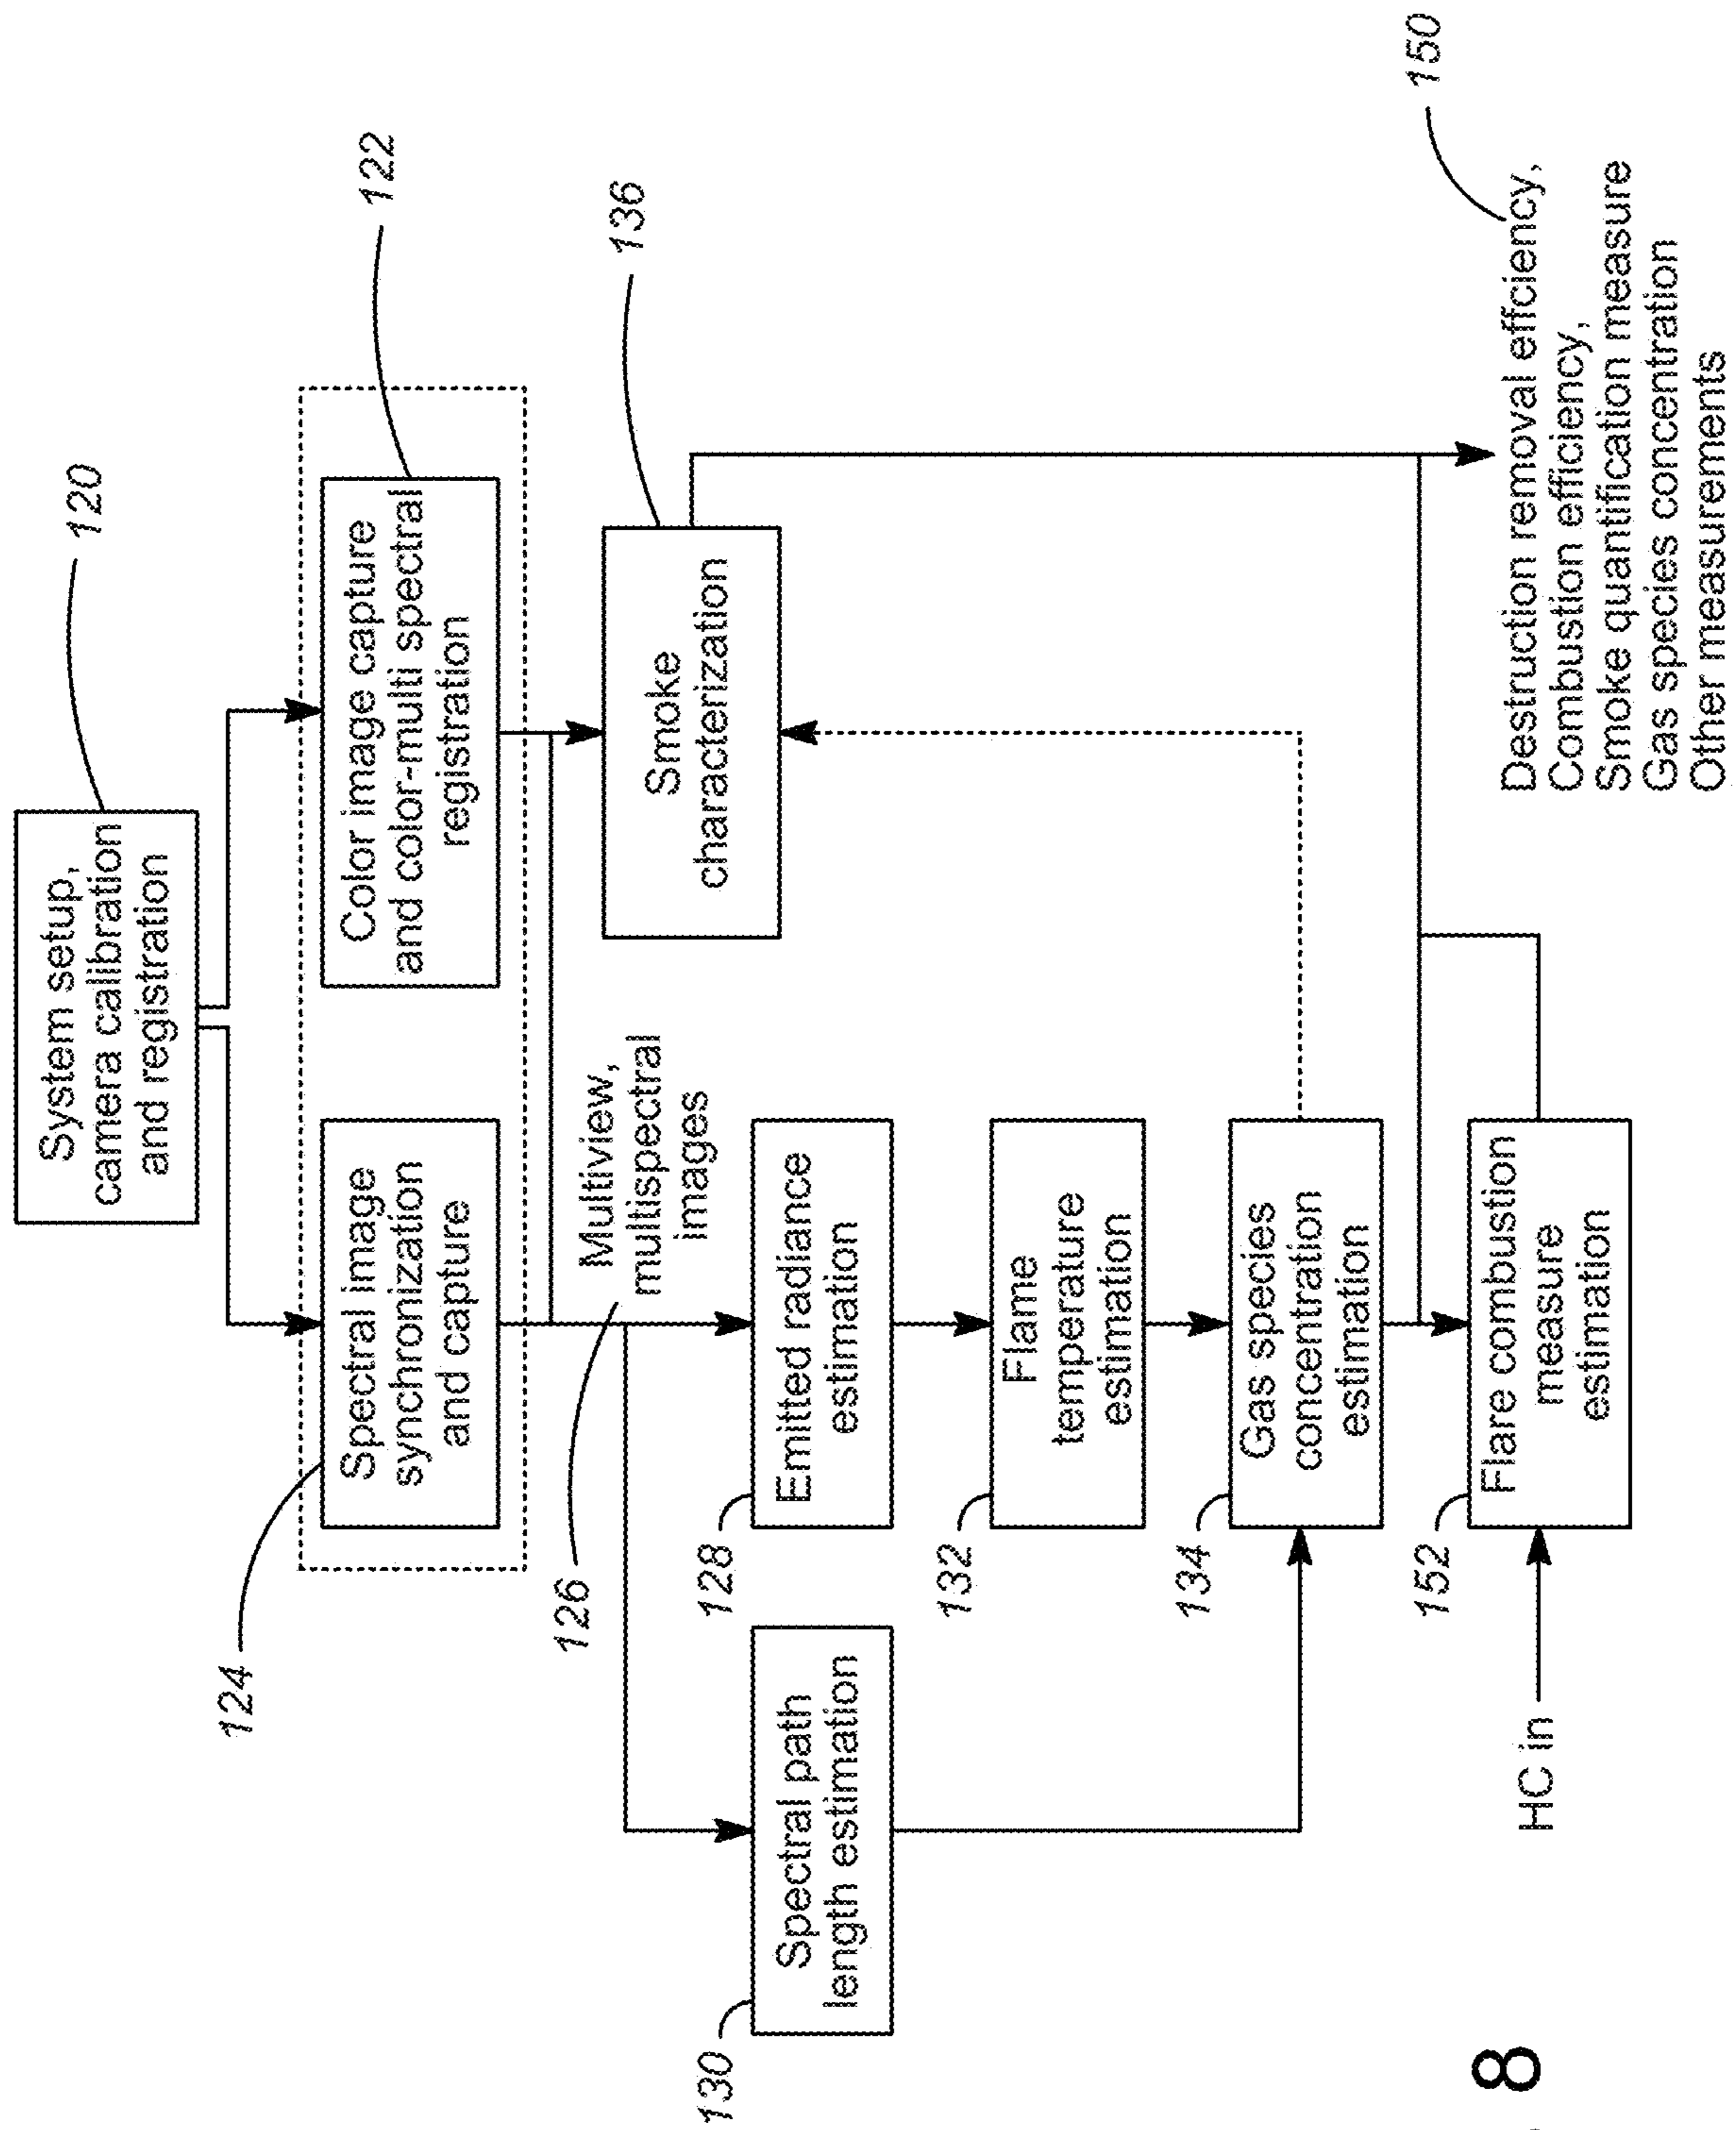 120
System setup,
camera calibration
and registration
124
Spectral image
synchronization
and capture
122
Color image capture
and color-multi spectral
registration
126
Multiview,
multispectral
images
136
Smoke
characterization
130
Spectral path
length estimation
128
Emitted radiance
estimation
132
Flame
temperature
estimation
134
Gas species
concentration
estimation
152
Flare combustion
measure
estimation
HC in
150
Destruction removal effciency,
Combustion efficiency,
Smoke quantification measure
Gas species concentration
Other measurements
8